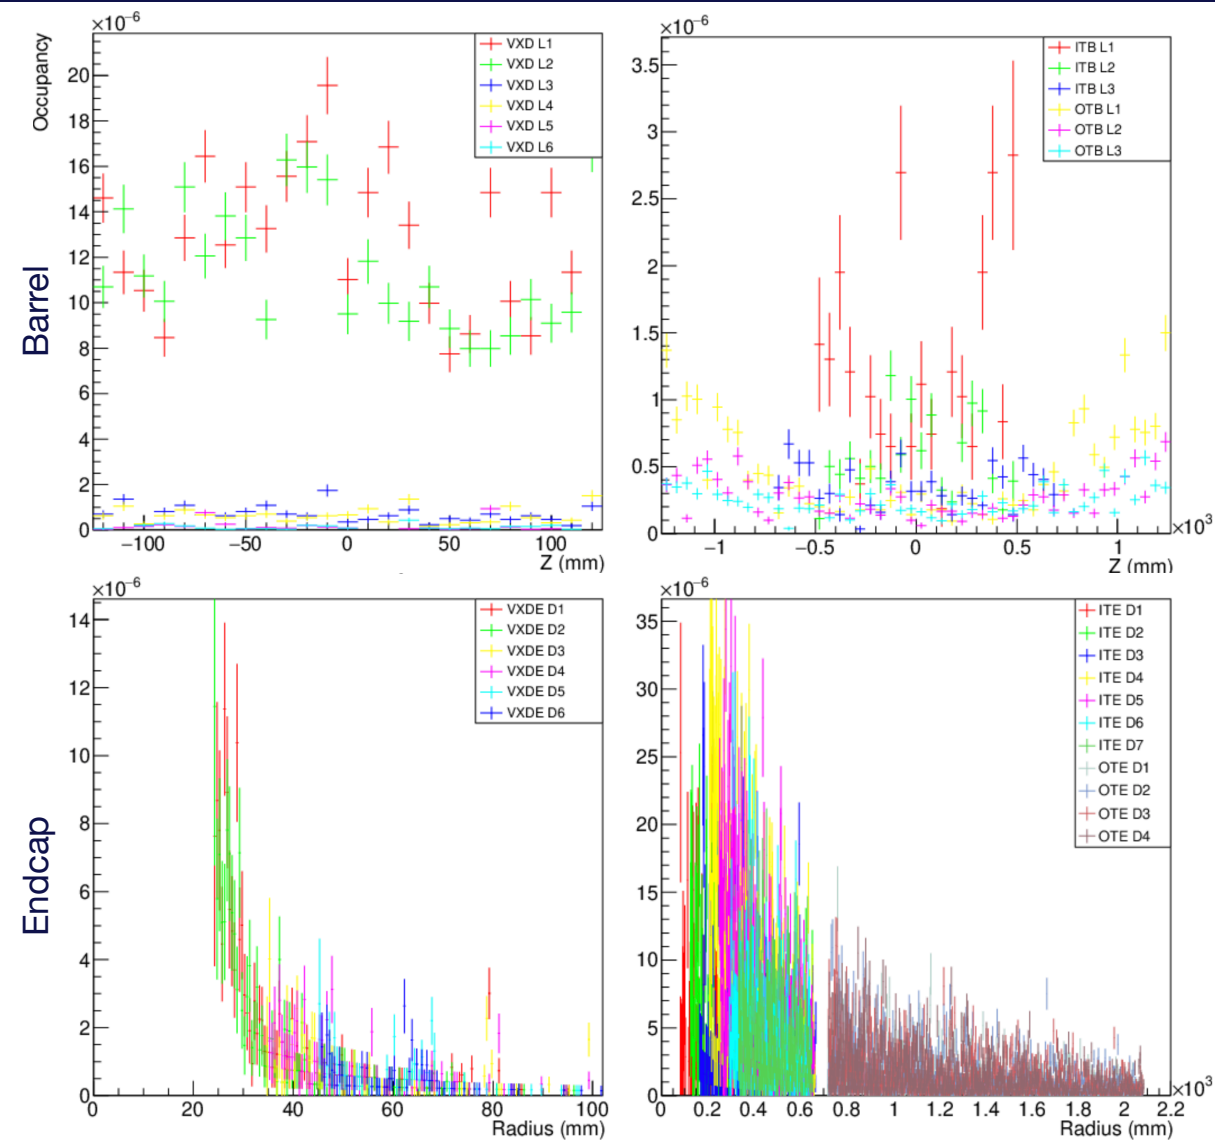 ×10⁻⁶
Occupancy
20
18
16
14
12
10
8
6
4
2
0
−100
−50
0
50
100
Z (mm)
VXD L1
VXD L2
VXD L3
VXD L4
VXD L5
VXD L6
Barrel
×10⁻⁶
3.5
3
2.5
2
1.5
1
0.5
0
−1
−0.5
0
0.5
1
×10³
Z (mm)
ITB L1
ITB L2
ITB L3
OTB L1
OTB L2
OTB L3
×10⁻⁶
14
12
10
8
6
4
2
0
0
20
40
60
80
100
Radius (mm)
VXDE D1
VXDE D2
VXDE D3
VXDE D4
VXDE D5
VXDE D6
Endcap
×10⁻⁶
35
30
25
20
15
10
5
0
0
0.2
0.4
0.6
0.8
1
1.2
1.4
1.6
1.8
2
2.2
×10³
Radius (mm)
ITE D1
ITE D2
ITE D3
ITE D4
ITE D5
ITE D6
ITE D7
OTE D1
OTE D2
OTE D3
OTE D4